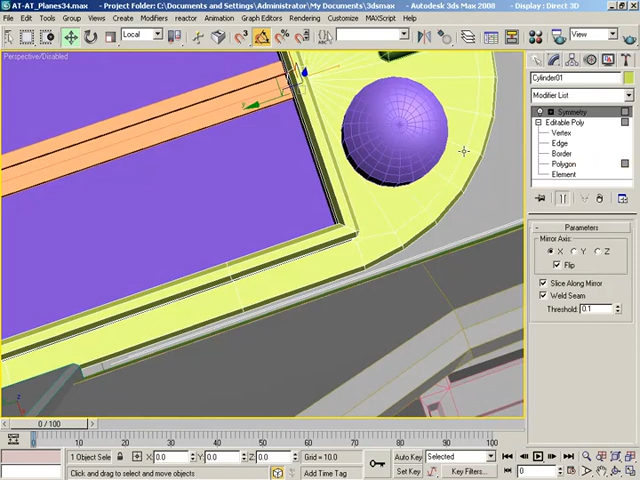 AT-AT_Planes34.max - Project Folder: C:\Documents and Settings\Administrator\My Documents\3dsmax - Autodesk 3ds Max 2008 - Display : Direct 3D
File Edit Tools Group Views Create Modifiers reactor Animation Graph Editors Rendering Customize MAXScript Help
Local
View
Perspective/Disabled
Cylinder01
Modifier List
Symmetry
Editable Poly
Vertex
Edge
Border
Polygon
Element
Parameters
Mirror Axis:
X Y Z
Flip
Slice Along Mirror
Weld Seam
Threshold: 0.1
0 / 100
0 10 20 30 40 50 60 70 80 90 100
1 Object Sele
X: 0.0 Y: 0.0 Z: 0.0
Grid = 10.0
Auto Key Selected
Click and drag to select and move objects
Add Time Tag
Set Key
Key Filters...
0